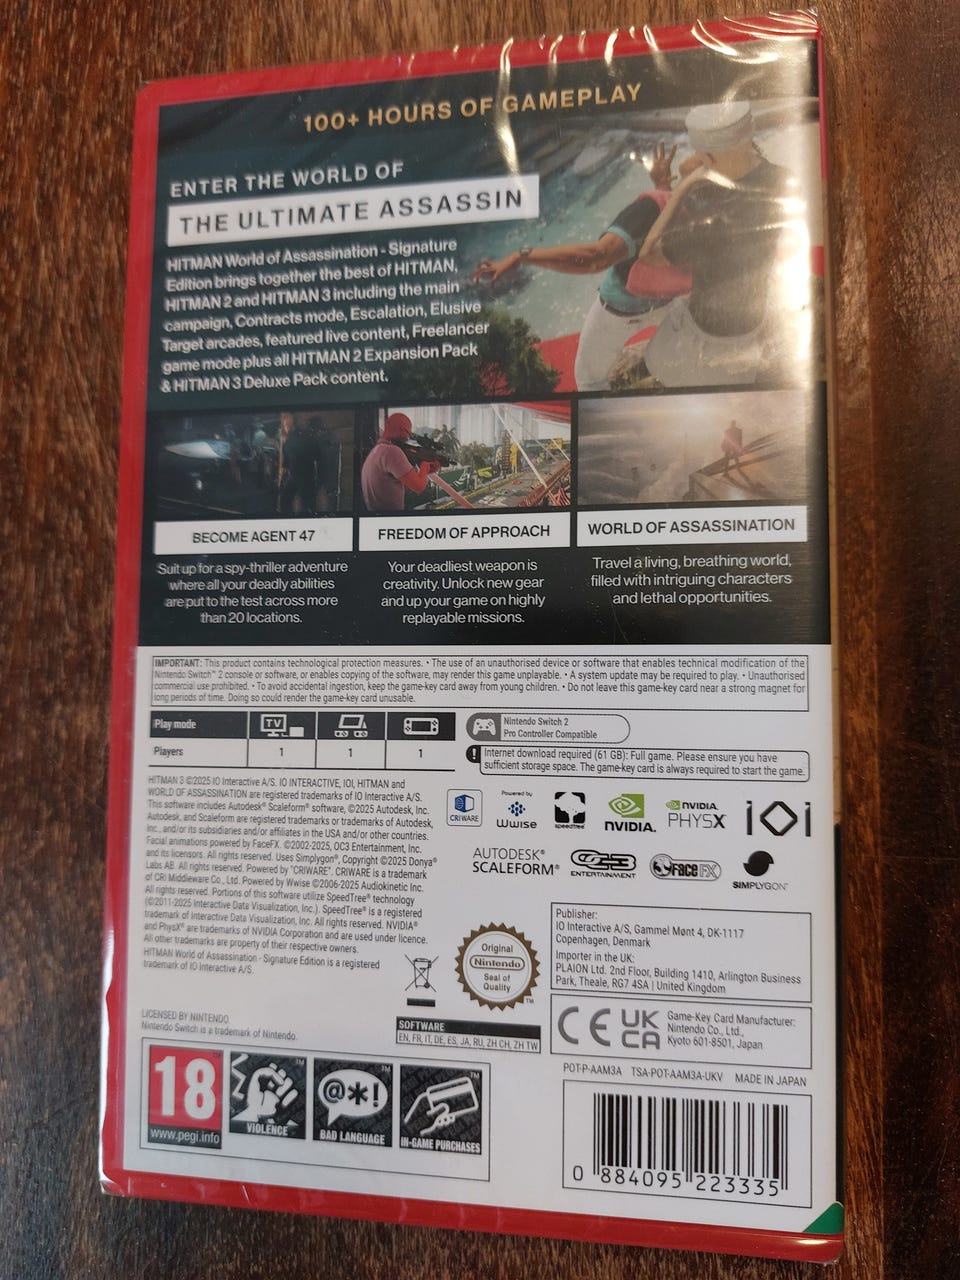 100+ HOURS OF GAMEPLAY
ENTER THE WORLD OF
THE ULTIMATE ASSASSIN
HITMAN World of Assassination - Signature
Edition brings together the best of HITMAN,
HITMAN 2 and HITMAN 3 including the main
campaign, Contracts mode, Escalation, Elusive
Target arcades, featured live content, Freelancer
game mode plus all HITMAN 2 Expansion Pack
& HITMAN 3 Deluxe Pack content.
BECOME AGENT 47
Suit up for a spy-thriller adventure
where all your deadly abilities
are put to the test across more
than 20 locations.
FREEDOM OF APPROACH
Your deadliest weapon is
creativity. Unlock new gear
and up your game on highly
replayable missions.
WORLD OF ASSASSINATION
Travel a living, breathing world,
filled with intriguing characters
and lethal opportunities.
IMPORTANT: This product contains technological protection measures. • The use of an unauthorised device or software that enables technical modification of the
Nintendo Switch™ 2 console or software, or enables copying of the software, may render this game unplayable. • A system update may be required to play. • Unauthorised
commercial use prohibited. • To avoid accidental ingestion, keep the game-key card away from young children. • Do not leave this game-key card near a strong magnet for
long periods of time. Doing so could render the game-key card unusable.
Play mode TV
Players 1 1 1
Nintendo Switch 2
Pro Controller Compatible
! Internet download required (61 GB): Full game. Please ensure you have
sufficient storage space. The game-key card is always required to start the game.
HITMAN 3 ©2025 IO Interactive A/S. IO INTERACTIVE, IOI, HITMAN and
WORLD OF ASSASSINATION are registered trademarks of IO Interactive A/S.
This software includes Autodesk® Scaleform® software, ©2025 Autodesk, Inc.
Autodesk, and Scaleform are registered trademarks or trademarks of Autodesk,
Inc., and/or its subsidiaries and/or affiliates in the USA and/or other countries.
Facial animations powered by FaceFX. ©2002-2025, OC3 Entertainment, Inc.
and its licensors. All rights reserved. Uses Simplygon®, Copyright ©2025 Donya®
Labs AB. All rights reserved. Powered by "CRIWARE". CRIWARE is a trademark
of CRI Middleware Co., Ltd. Powered by Wwise ©2006-2025 Audiokinetic Inc.
All rights reserved. Portions of this software utilize SpeedTree® technology
(©2011-2025 Interactive Data Visualization, Inc.). SpeedTree® is a registered
trademark of Interactive Data Visualization, Inc. All rights reserved. NVIDIA®
and PhysX® are trademarks of NVIDIA Corporation and are used under licence.
All other trademarks are property of their respective owners.
HITMAN World of Assassination - Signature Edition is a registered
trademark of IO Interactive A/S.
CRIWARE
Powered by
Wwise
speedtree
NVIDIA.
NVIDIA.
PHYSX
iOi
AUTODESK®
SCALEFORM®
OC3
ENTERTAINMENT
FaceFX
SIMPLYGON™
Publisher:
IO Interactive A/S, Gammel Mønt 4, DK-1117
Copenhagen, Denmark
Importer in the UK:
PLAION Ltd. 2nd Floor, Building 1410, Arlington Business
Park, Theale, RG7 4SA | United Kingdom
Original
Nintendo
Seal of
Quality
TM
CE UK
CA
Game-Key Card Manufacturer:
Nintendo Co., Ltd.,
Kyoto 601-8501, Japan
LICENSED BY NINTENDO
Nintendo Switch is a trademark of Nintendo.
SOFTWARE
EN, FR, IT, DE, ES, JA, RU, ZH CH, ZH TW
POT-P-AAM3A TSA-POT-AAM3A-UKV MADE IN JAPAN
18
www.pegi.info
VIOLENCE
@*!
BAD LANGUAGE
IN-GAME PURCHASES
0 884095 223335